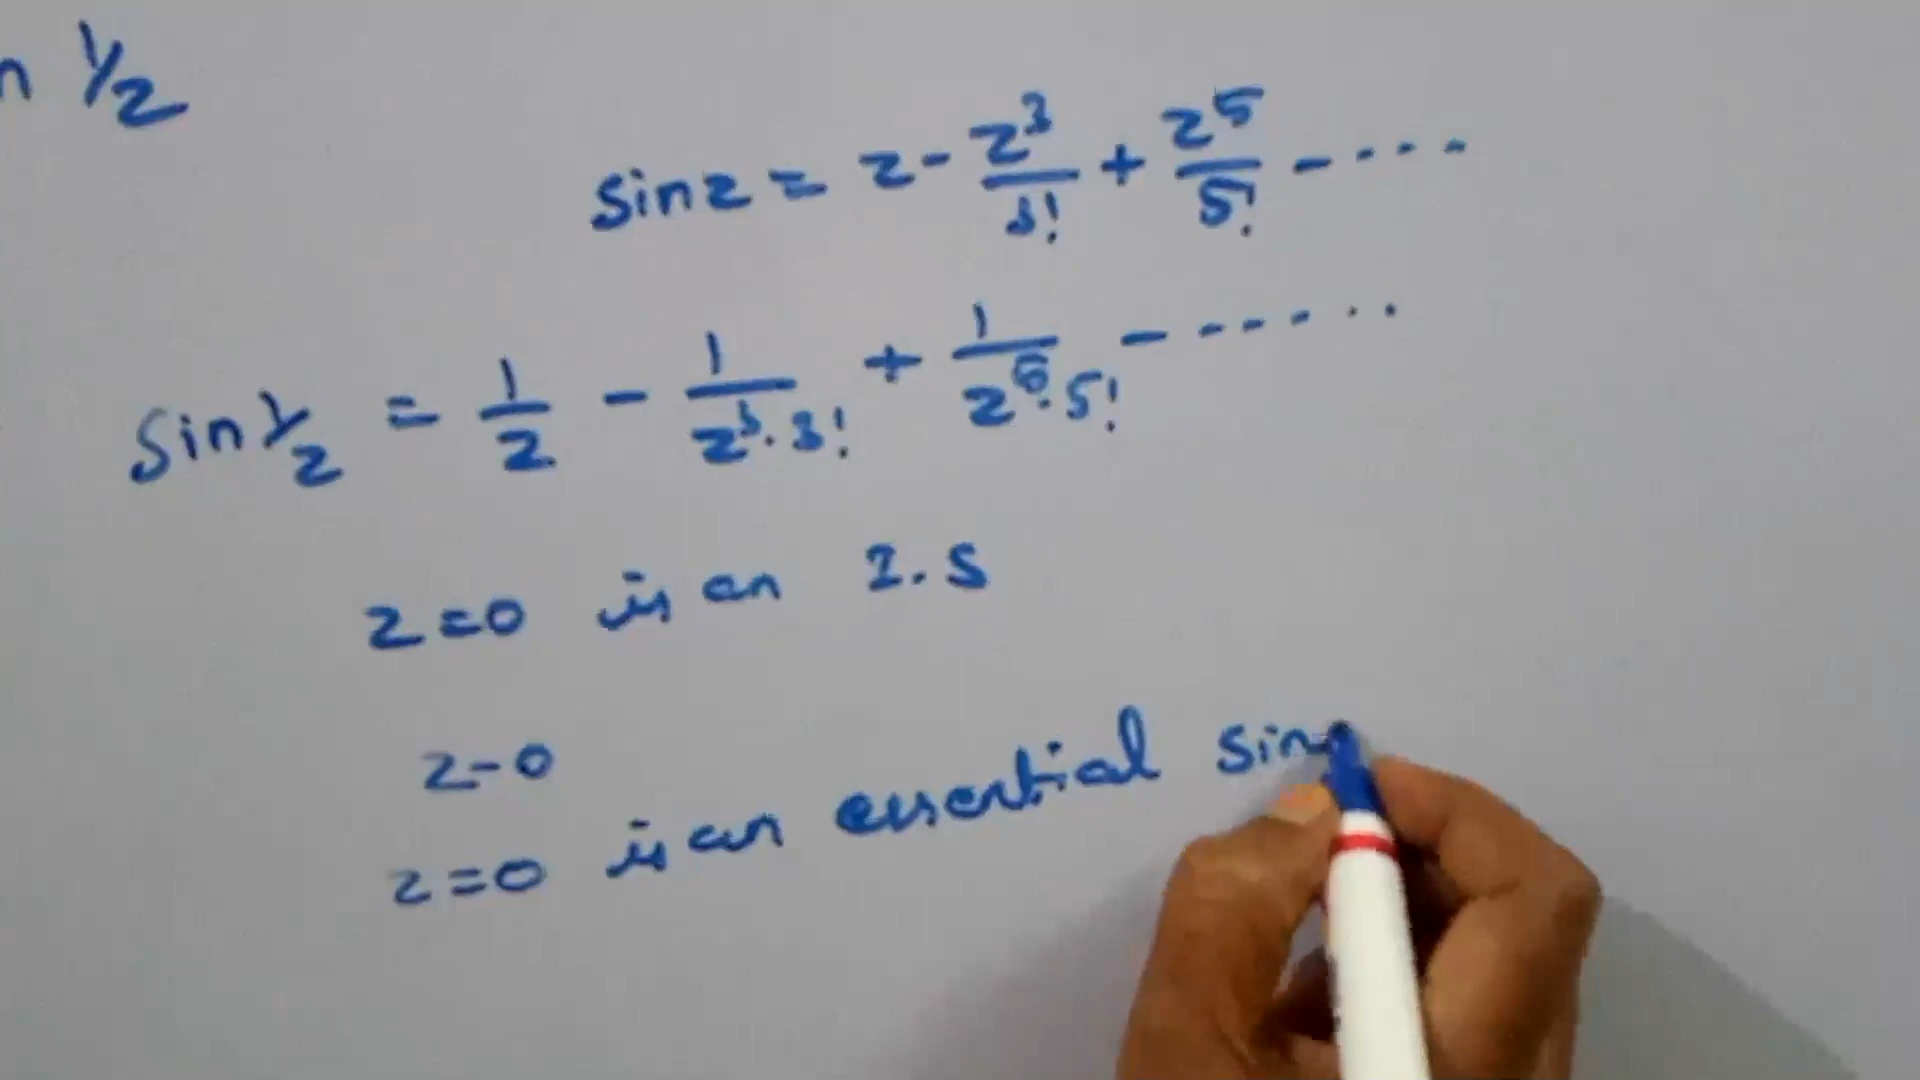 n 1/z
sin z = z - z³/3! + z⁵/5! - ....
sin 1/z = 1/z - 1/z³·3! + 1/z⁵·5! - .......
z=0 is an I.S
z-0
z=0 is an essential sin